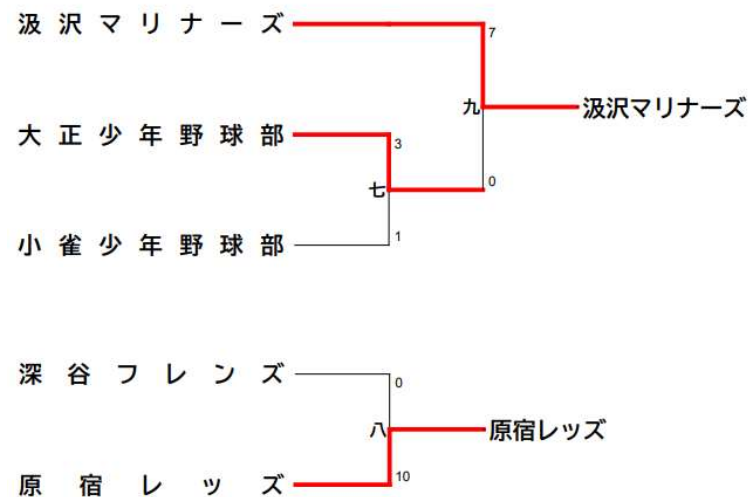 汲沢マリナーズ
7
九
汲沢マリナーズ
大正少年野球部
3
七
0
小雀少年野球部
1
深谷フレンズ
0
八
原宿レッズ
原宿レッズ
10